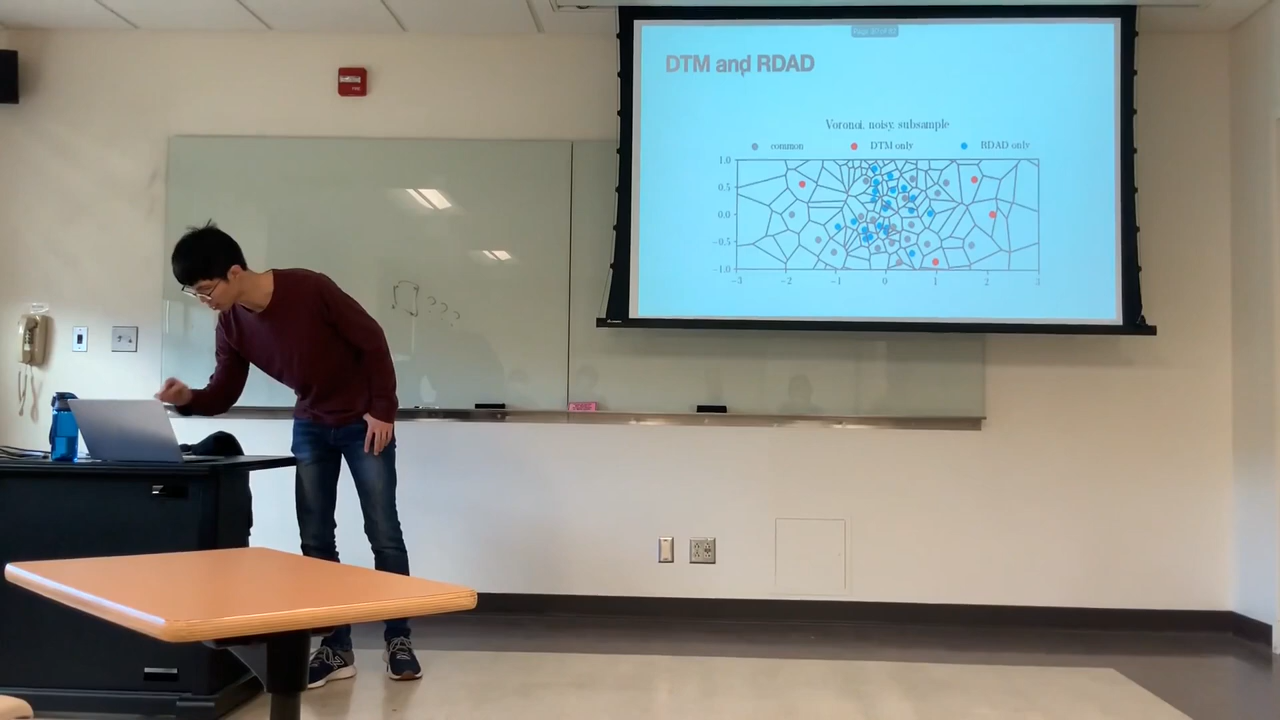 DTM and RDAD
Voronoi, noisy, subsample
common DTM only RDAD only
1.0
0.5
0.0
−0.5
−1.0
−3 −2 −1 0 1 2 3
FIRE